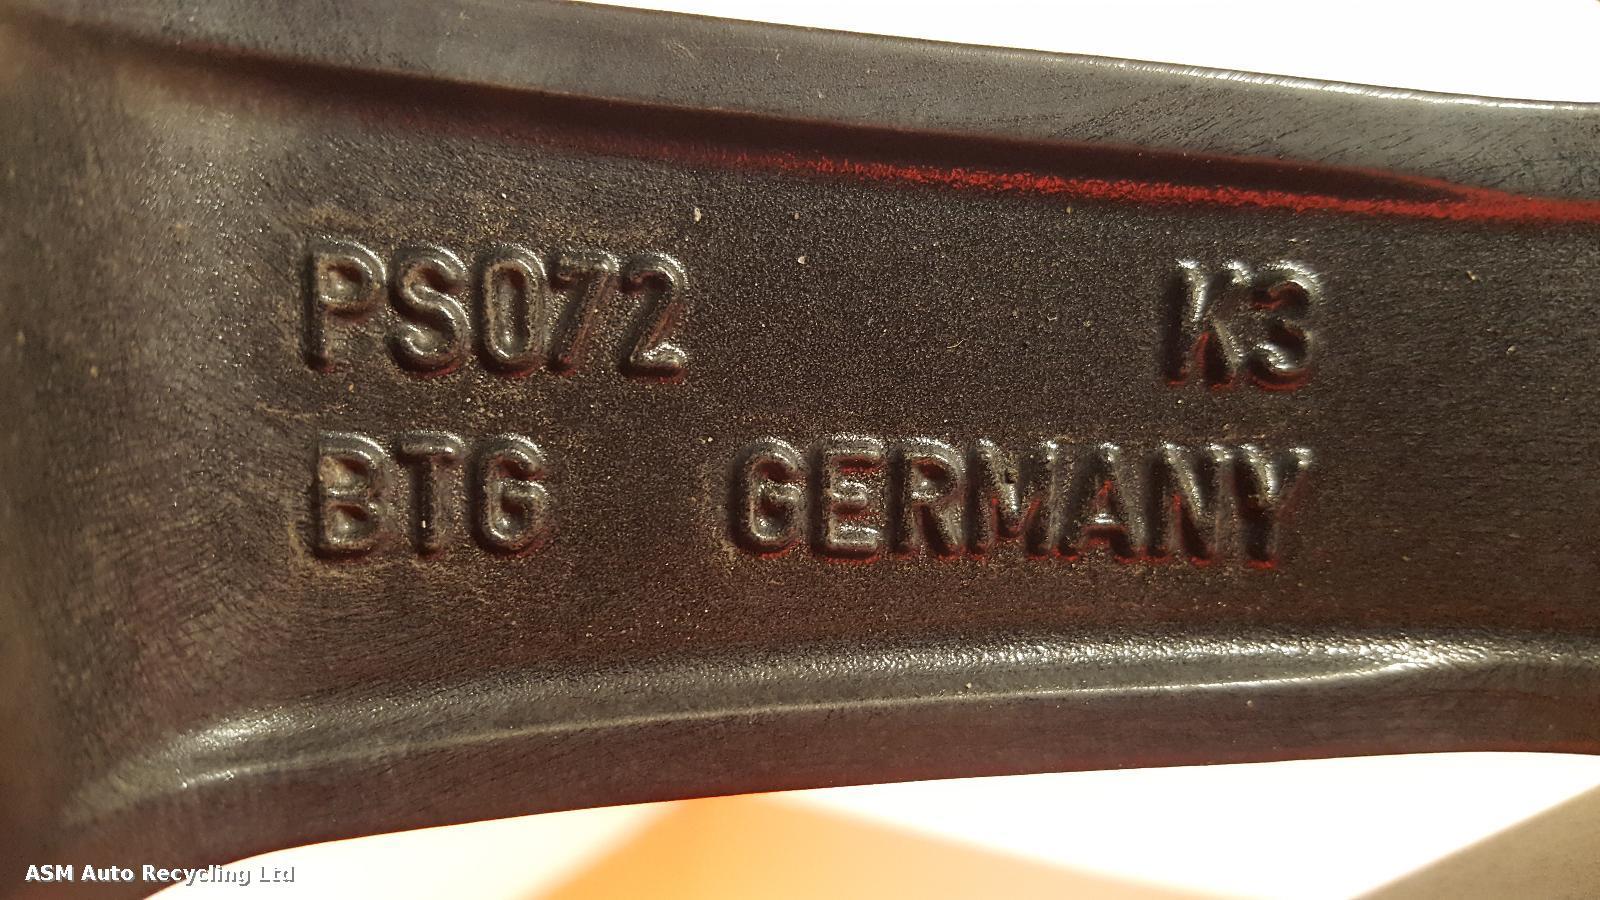 PS072 K3
BTG GERMANY
ASM Auto Recycling Ltd